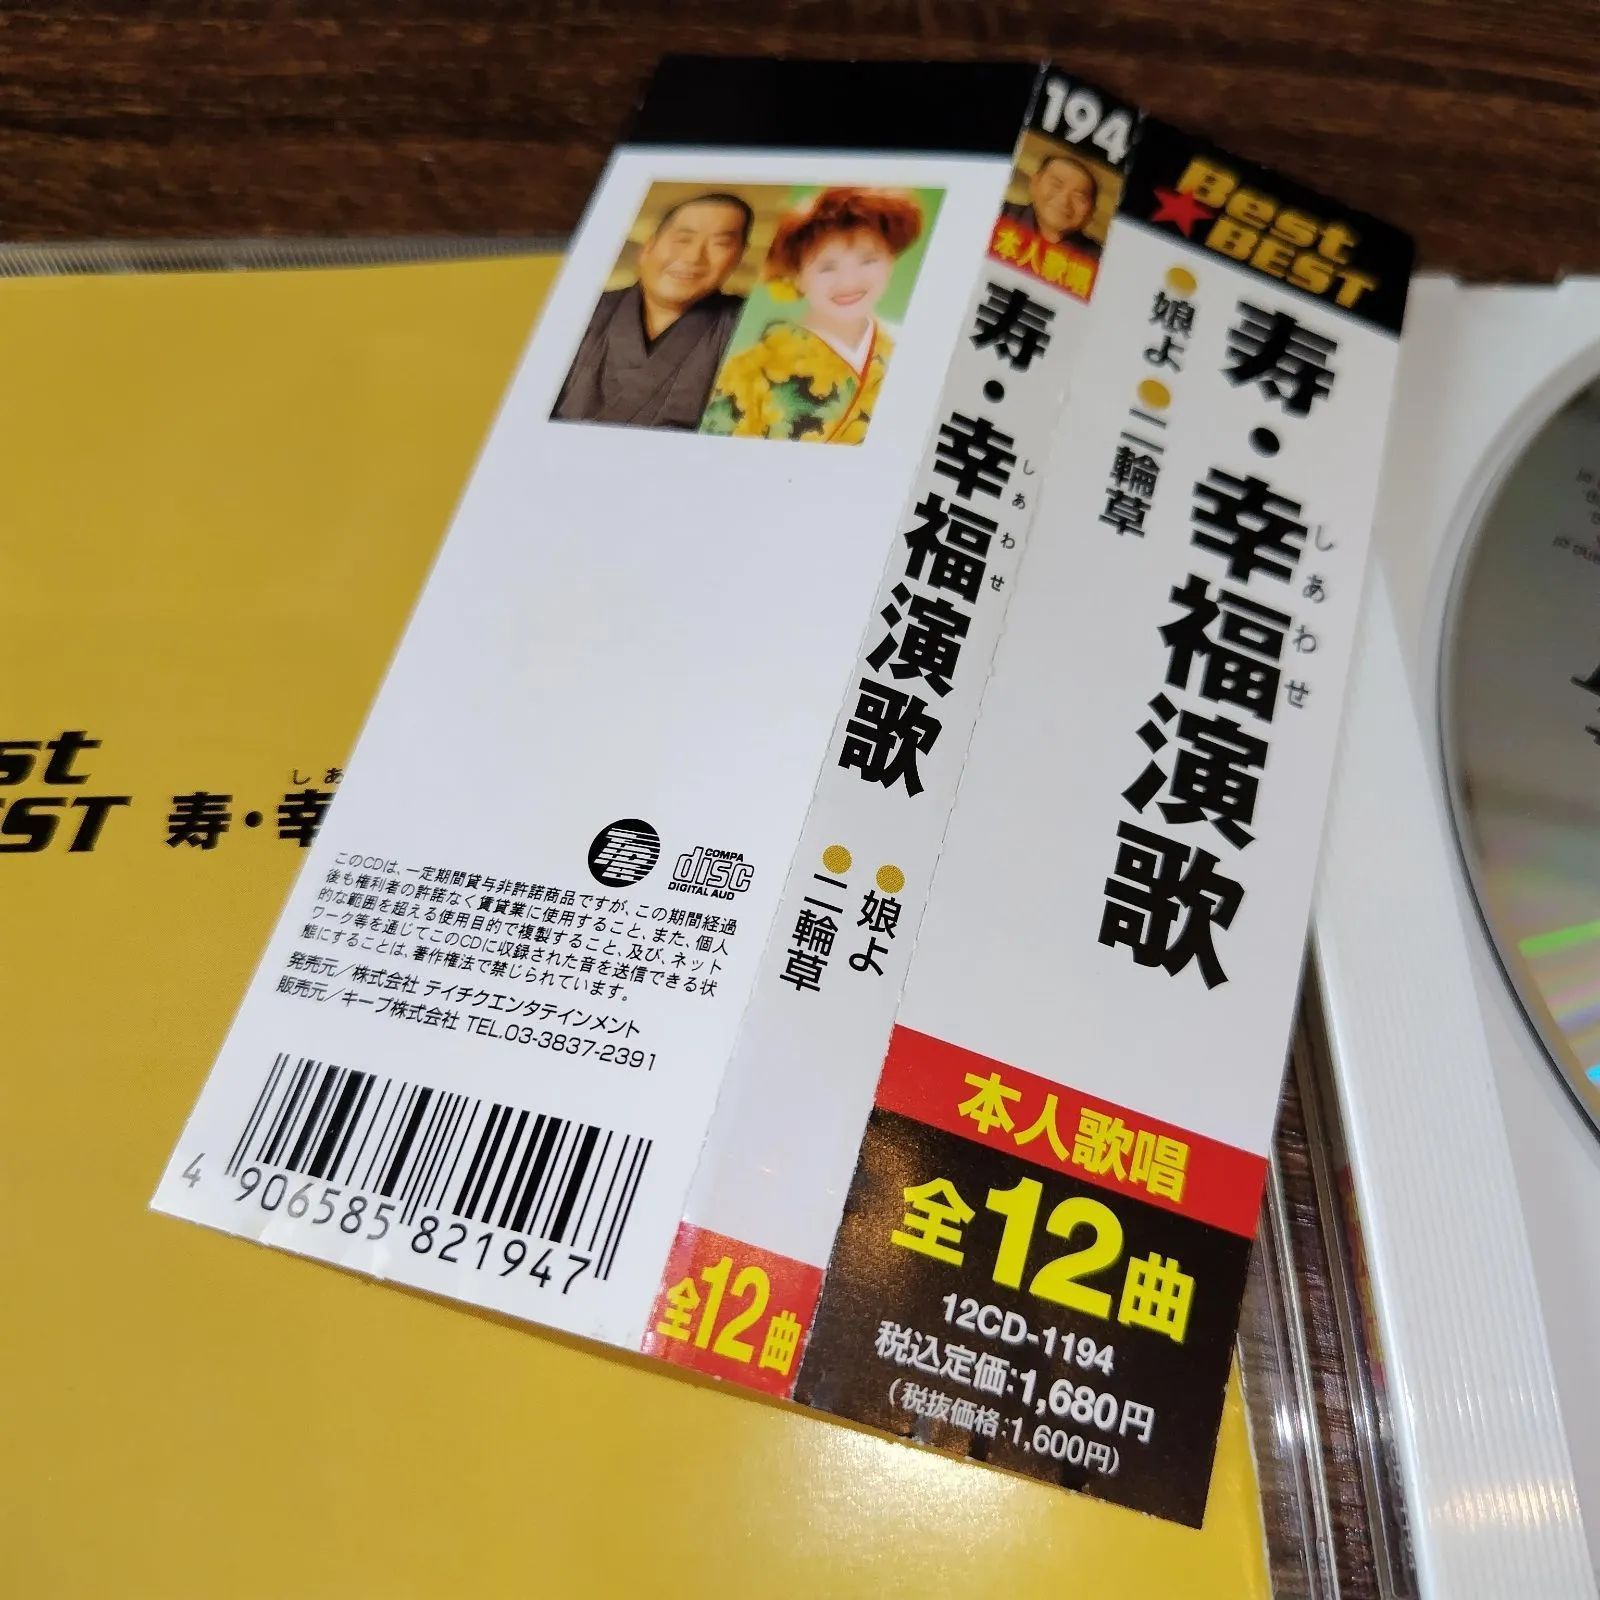 194
本人歌唱
寿・幸福演歌
しあわせ
娘よ
二輪草
全12曲
Best
BEST
寿・幸福演歌
しあわせ
娘よ
二輪草
本人歌唱
全12曲
12CD-1194
税込定価:1,680円
(税抜価格:1,600円)
COMPACT
disc
DIGITAL AUDIO
このCDは、一定期間貸与非許諾商品ですが、この期間経過
後も権利者の許諾なく賃貸業に使用すること、また、個人
的な範囲を超える使用目的で複製すること、及び、ネット
ワーク等を通じてこのCDに収録された音を送信できる状
態にすることは、著作権法で禁じられています。
発売元/株式会社 テイチクエンタテインメント
販売元/キープ株式会社 TEL.03-3837-2391
4 906585 821947
st
ST 寿・幸
しあ